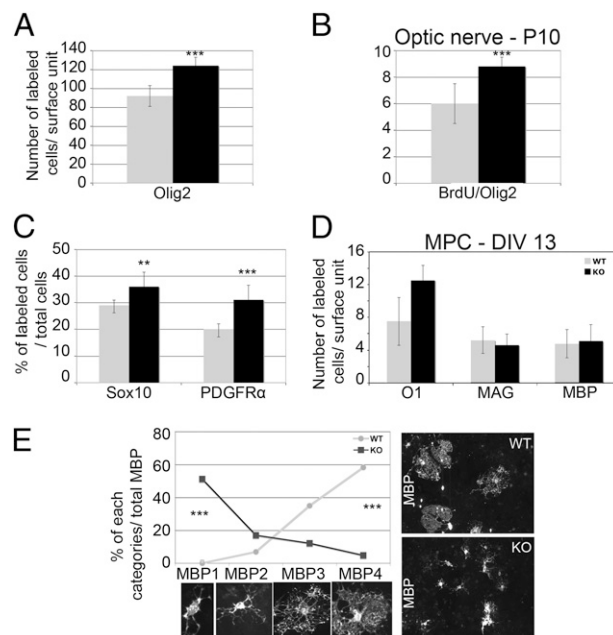 A
Number of labeled
cells/ surface unit
140
120
100
80
60
40
20
0
***
Olig2
B
Optic nerve - P10
10
8
6
4
2
0
***
BrdU/Olig2
C
% of labeled cells
/ total cells
50
40
30
20
10
0
**
***
Sox10
PDGFRα
D
MPC - DIV 13
WT
KO
Number of labeled
cells/ surface unit
16
12
8
4
0
O1
MAG
MBP
E
% of each
categories/ total MBP
80
60
40
20
0
WT
KO
***
***
MBP1
MBP2
MBP3
MBP4
WT
MBP
KO
MBP